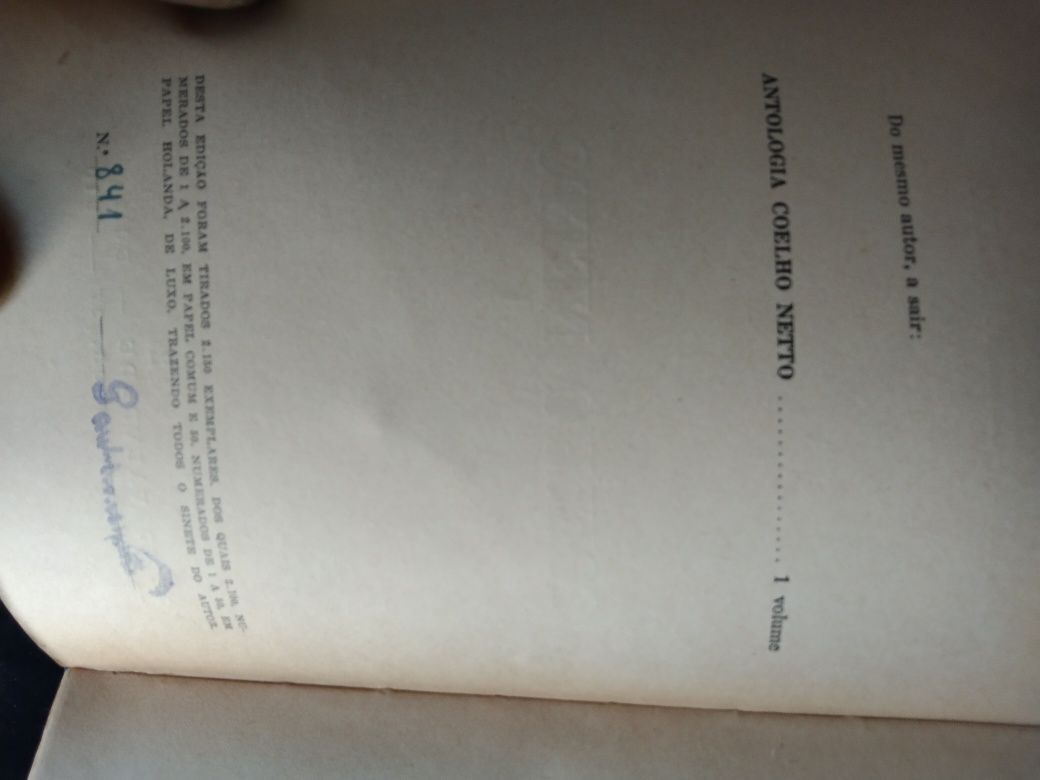 Do mesmo autor, a sair:
ANTOLOGIA COELHO NETTO .................. 1 volume
DESTA EDIÇÃO FORAM TIRADOS 2.150 EXEMPLARES, DOS QUAIS 2.100, NU-
MERADOS DE 1 A 2.100, EM PAPEL COMUM E 50, NUMERADOS DE 1 A 50, EM
PAPEL HOLANDA, DE LUXO, TRAZENDO TODOS O SINETE DO AUTOR.
N.º 841